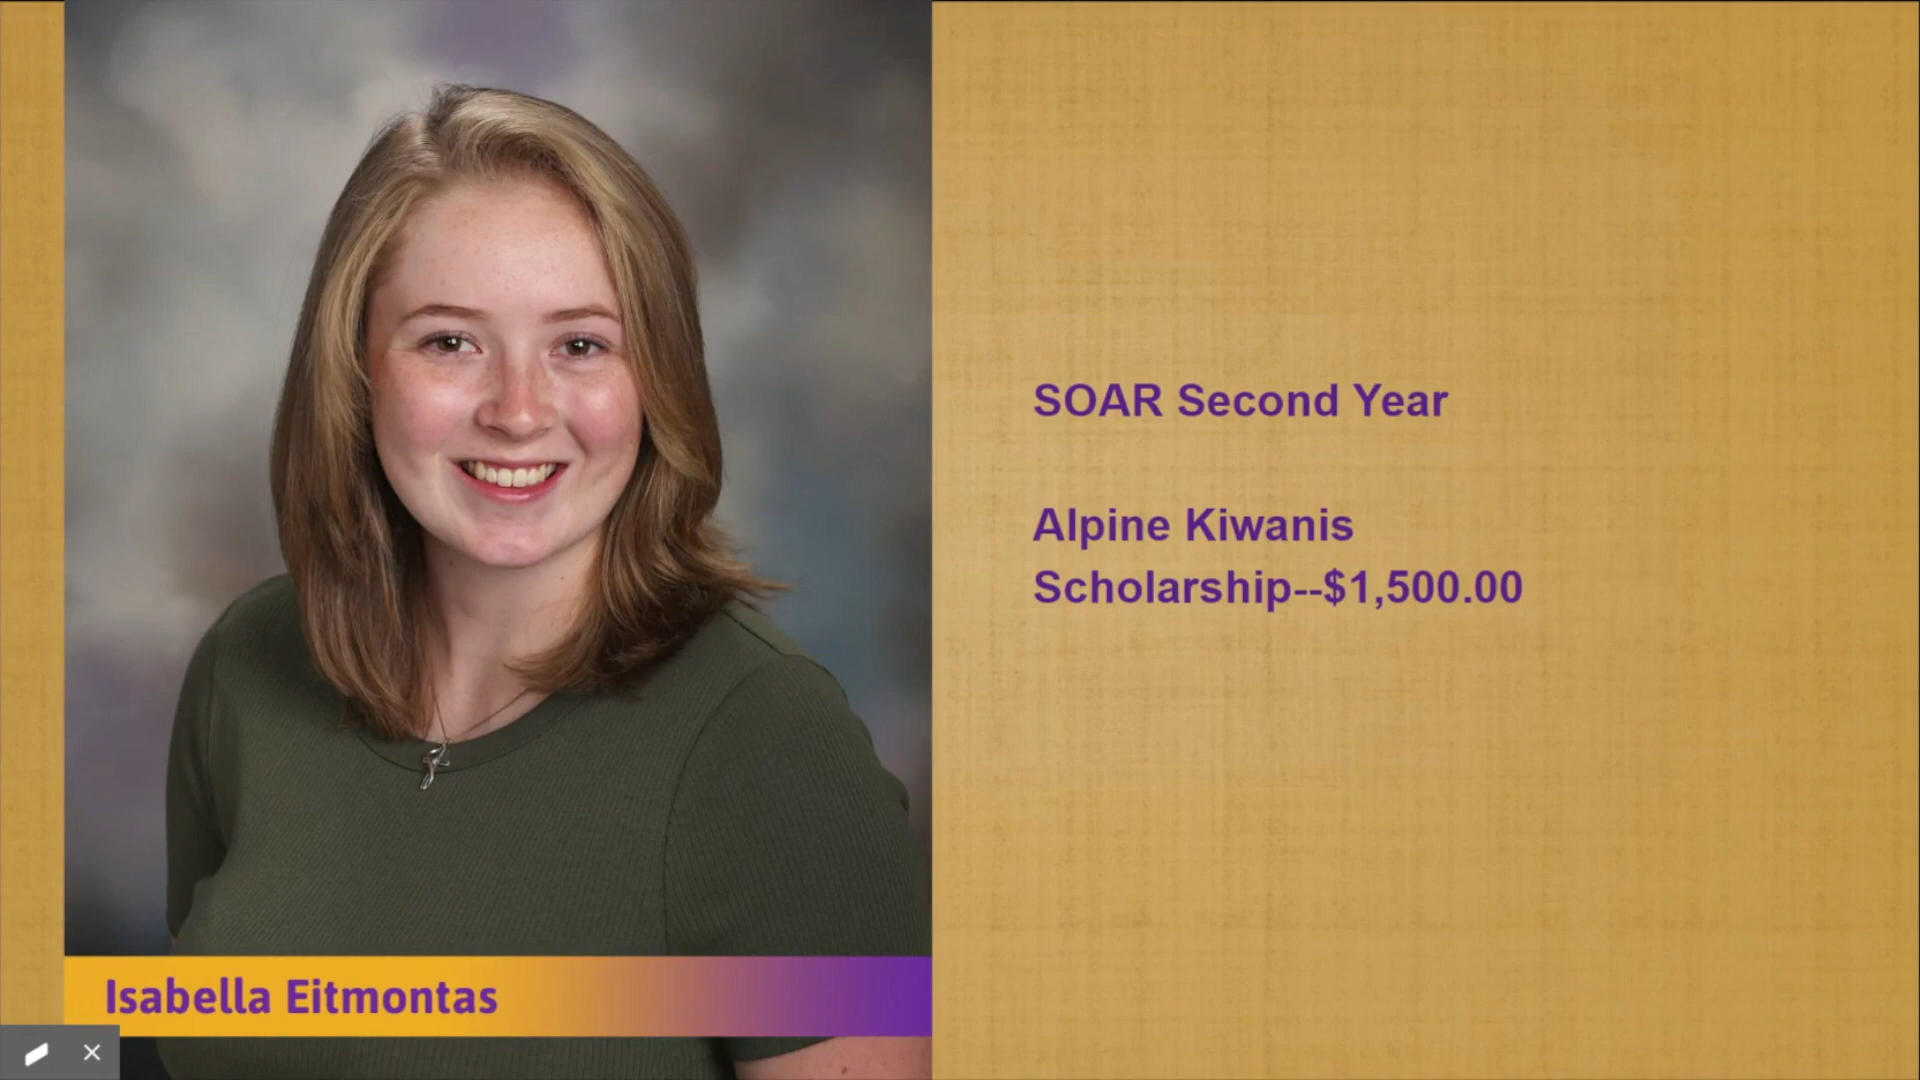 SOAR Second Year
Alpine Kiwanis
Scholarship--$1,500.00
Isabella Eitmontas